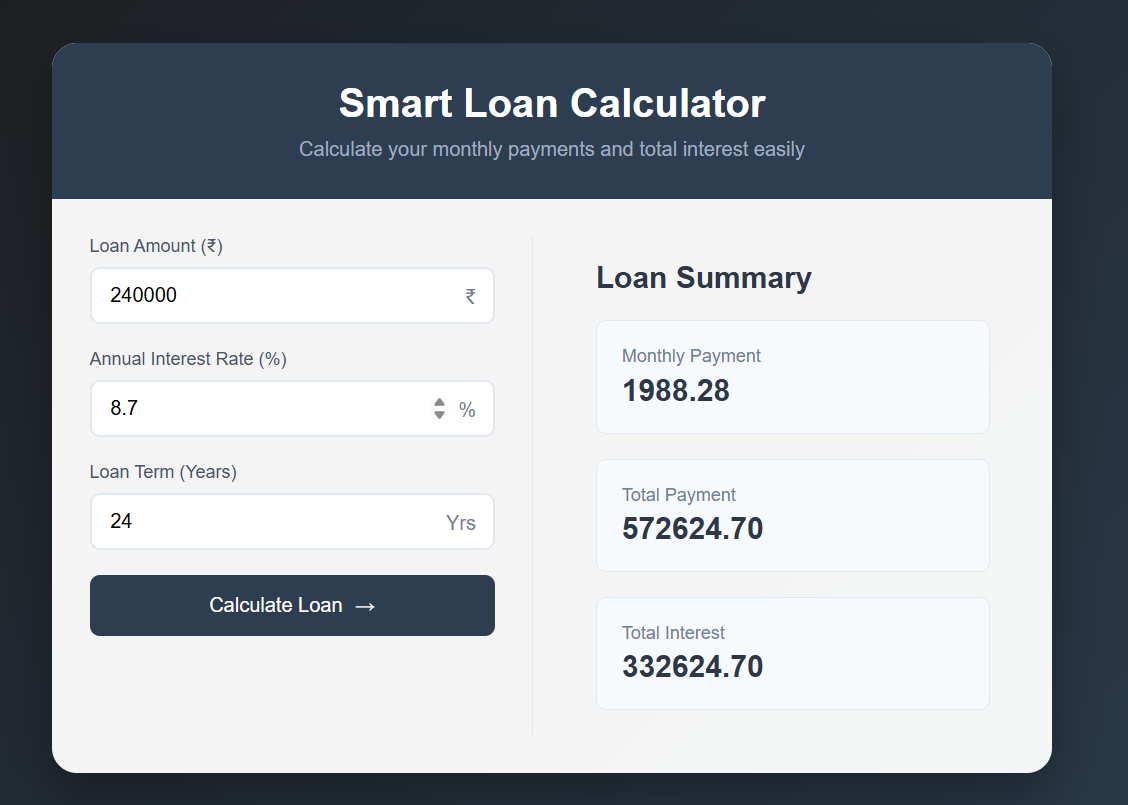 Smart Loan Calculator
Calculate your monthly payments and total interest easily
Loan Amount (₹)
240000 ₹
Annual Interest Rate (%)
8.7 %
Loan Term (Years)
24 Yrs
Calculate Loan →
Loan Summary
Monthly Payment
1988.28
Total Payment
572624.70
Total Interest
332624.70